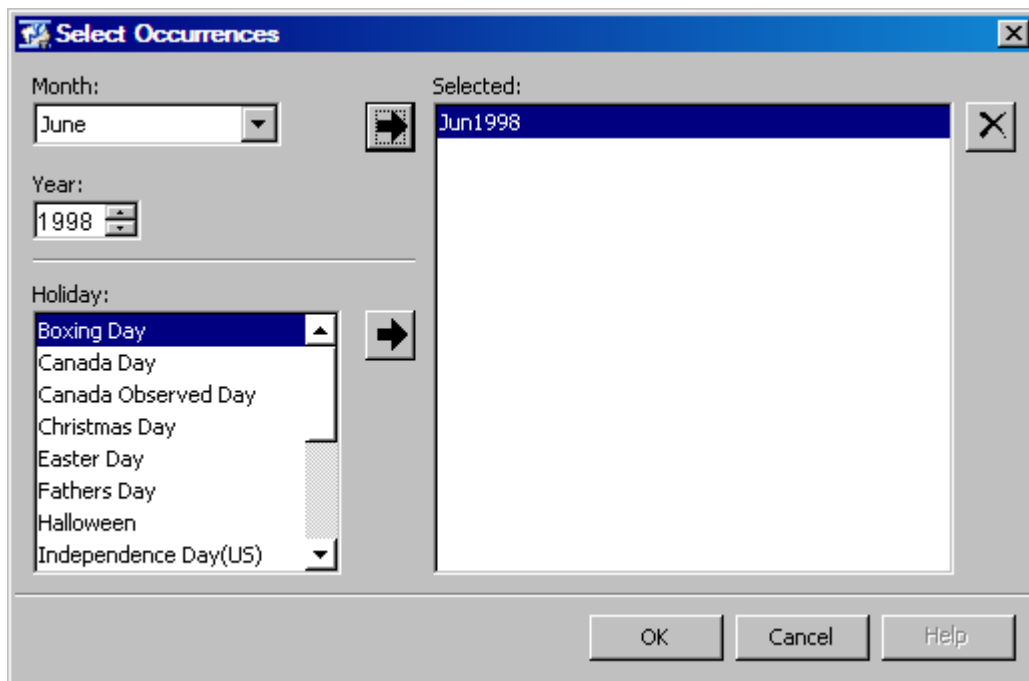 Select Occurrences
Month:
June
Year:
1998
Holiday:
Boxing Day
Canada Day
Canada Observed Day
Christmas Day
Easter Day
Fathers Day
Halloween
Independence Day(US)
Selected:
Jun1998
OK
Cancel
Help